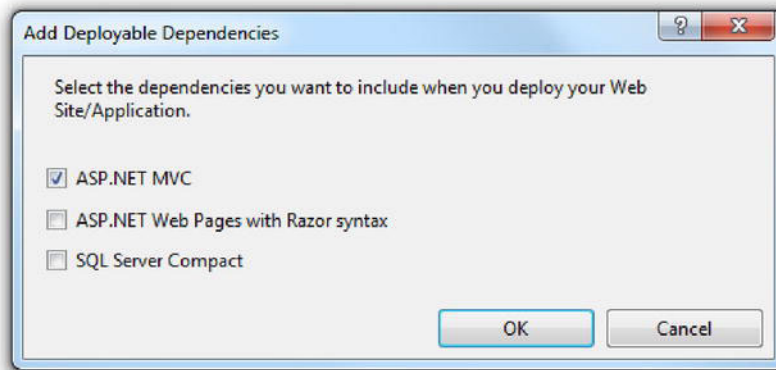 Add Deployable Dependencies
Select the dependencies you want to include when you deploy your Web
Site/Application.
ASP.NET MVC
ASP.NET Web Pages with Razor syntax
SQL Server Compact
OK
Cancel